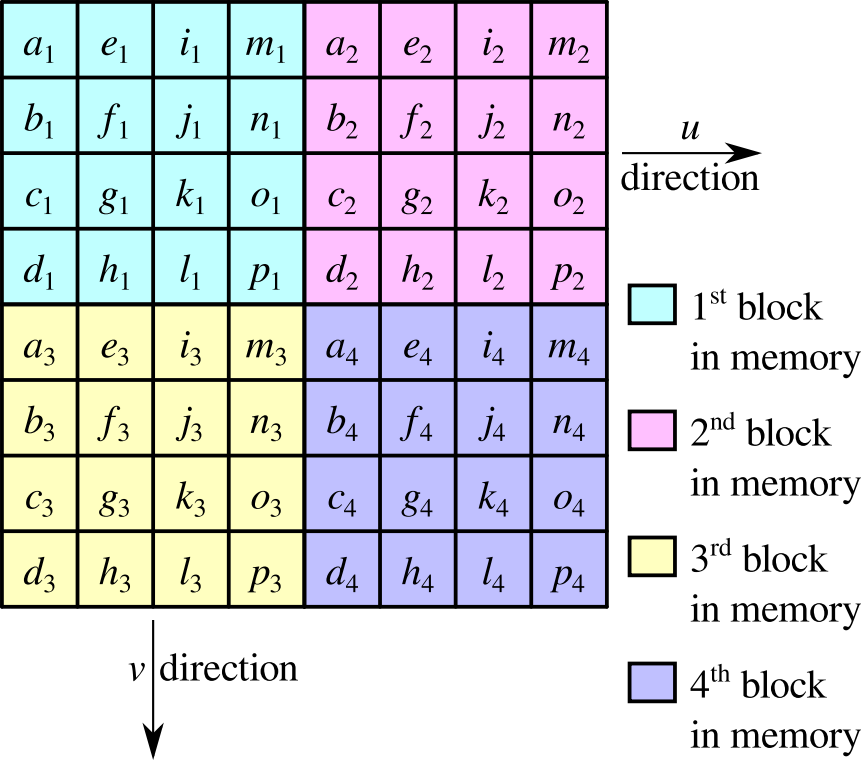 a₁ e₁ i₁ m₁ a₂ e₂ i₂ m₂
b₁ f₁ j₁ n₁ b₂ f₂ j₂ n₂
c₁ g₁ k₁ o₁ c₂ g₂ k₂ o₂
d₁ h₁ l₁ p₁ d₂ h₂ l₂ p₂
a₃ e₃ i₃ m₃ a₄ e₄ i₄ m₄
b₃ f₃ j₃ n₃ b₄ f₄ j₄ n₄
c₃ g₃ k₃ o₃ c₄ g₄ k₄ o₄
d₃ h₃ l₃ p₃ d₄ h₄ l₄ p₄
u
direction
1ˢᵗ block
in memory
2ⁿᵈ block
in memory
3ʳᵈ block
in memory
4ᵗʰ block
in memory
v direction